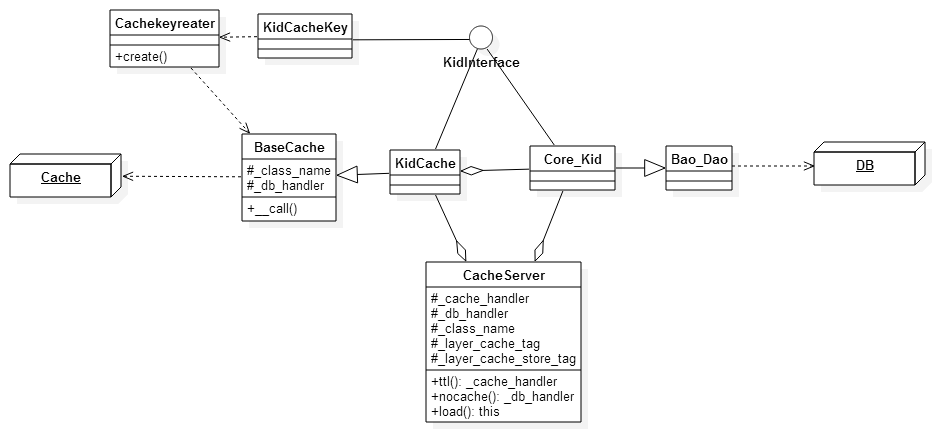 Cachekeyreater
+create()
KidCacheKey
KidInterface
BaseCache
#_class_name
#_db_handler
+__call()
Cache
KidCache
Core_Kid
Bao_Dao
DB
CacheServer
#_cache_handler
#_db_handler
#_class_name
#_layer_cache_tag
#_layer_cache_store_tag
+ttl(): _cache_handler
+nocache(): _db_handler
+load(): this